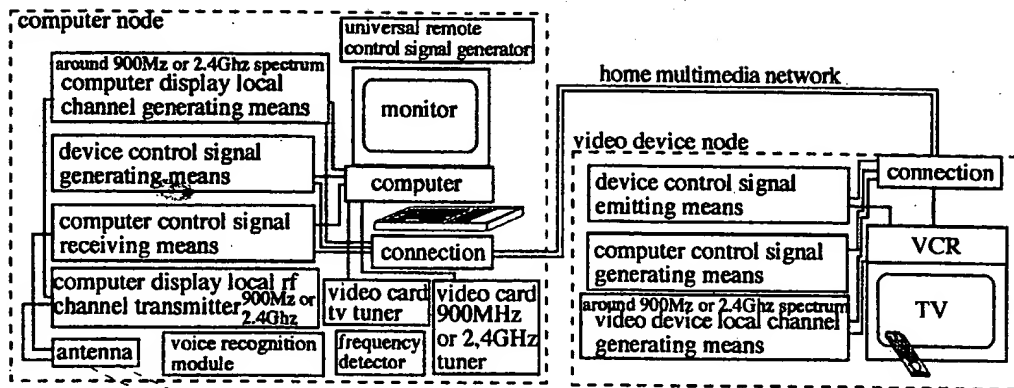 computer node
universal remote
control signal generator
around 900Mz or 2.4Ghz spectrum
computer display local
channel generating means
monitor
device control signal
generating means
computer
computer control signal
receiving means
connection
computer display local rf
channel transmitter 900Mz or
2.4Ghz
video card
tv tuner
video card
900MHz
or 2,4GHz
tuner
antenna
voice recognition
module
frequency
detector
home multimedia network
video device node
connection
device control signal
emitting means
computer control signal
generating means
VCR
TV
around 900Mz or 2.4Ghz spectrum
video device local channel
generating means